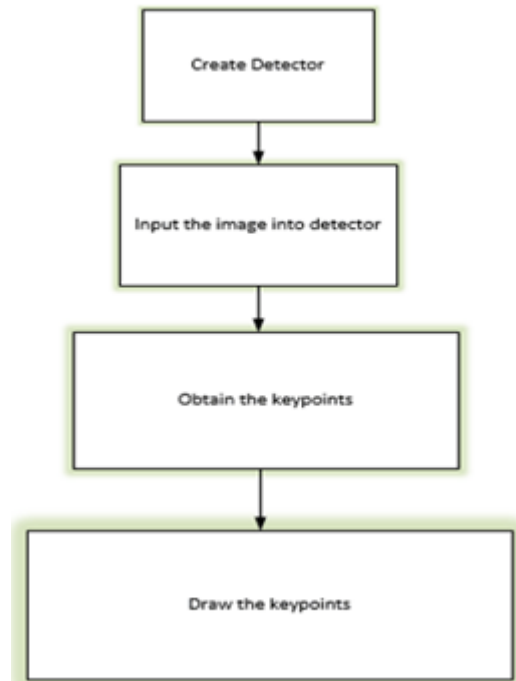 Create Detector
Input the image into detector
Obtain the keypoints
Draw the keypoints